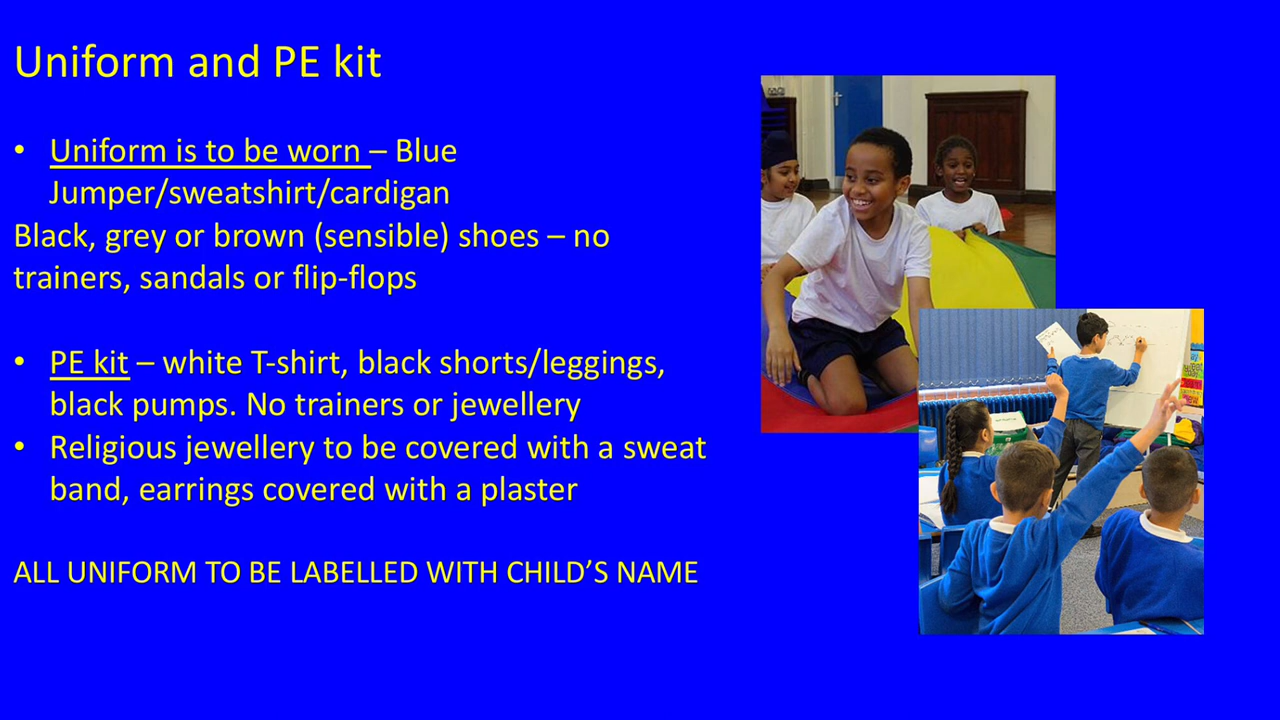 Uniform and PE kit
• Uniform is to be worn – Blue
Jumper/sweatshirt/cardigan
Black, grey or brown (sensible) shoes – no
trainers, sandals or flip-flops
• PE kit – white T-shirt, black shorts/leggings,
black pumps. No trainers or jewellery
• Religious jewellery to be covered with a sweat
band, earrings covered with a plaster
ALL UNIFORM TO BE LABELLED WITH CHILD’S NAME